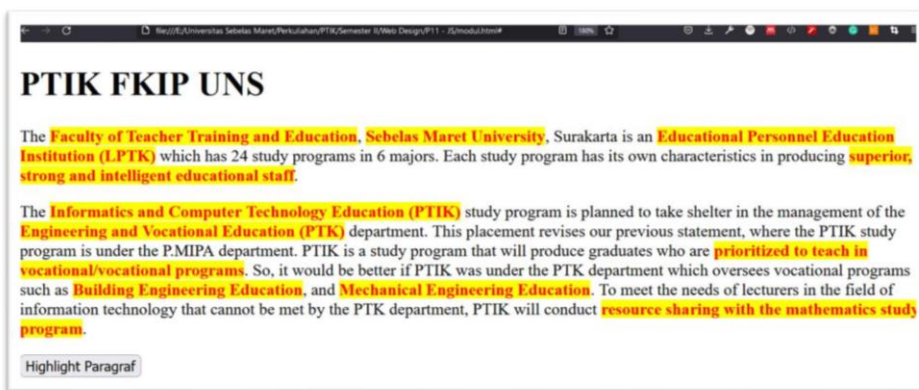 file:///E:/Universitas Sebelas Maret/Perkuliahan/PTIK/Semester II/Web Design/P11 - JS/modul.html#
PTIK FKIP UNS
The Faculty of Teacher Training and Education, Sebelas Maret University, Surakarta is an Educational Personnel Education
Institution (LPTK) which has 24 study programs in 6 majors. Each study program has its own characteristics in producing superior,
strong and intelligent educational staff.
The Informatics and Computer Technology Education (PTIK) study program is planned to take shelter in the management of the
Engineering and Vocational Education (PTK) department. This placement revises our previous statement, where the PTIK study
program is under the P.MIPA department. PTIK is a study program that will produce graduates who are prioritized to teach in
vocational/vocational programs. So, it would be better if PTIK was under the PTK department which oversees vocational programs
such as Building Engineering Education, and Mechanical Engineering Education. To meet the needs of lecturers in the field of
information technology that cannot be met by the PTK department, PTIK will conduct resource sharing with the mathematics study
program.
Highlight Paragraf